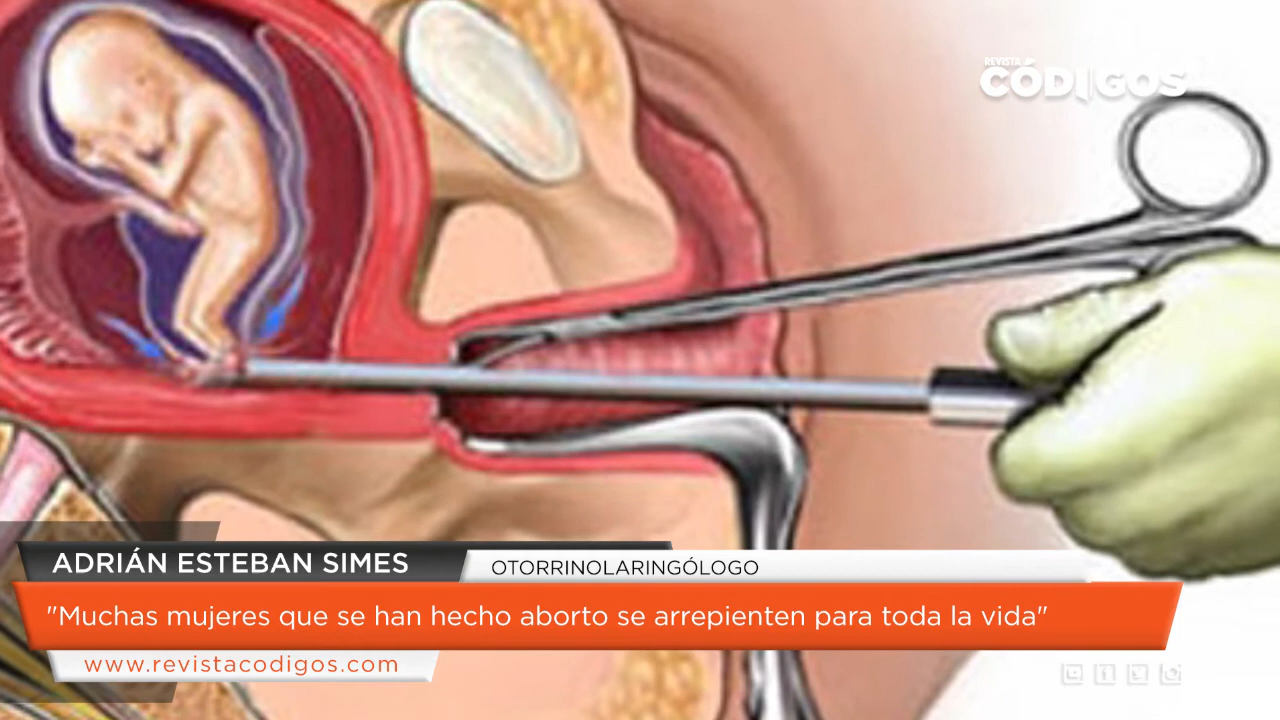 REVISTA
CÓDIGOS
ADRIÁN ESTEBAN SIMES
OTORRINOLARINGÓLOGO
"Muchas mujeres que se han hecho aborto se arrepienten para toda la vida"
www.revistacodigos.com